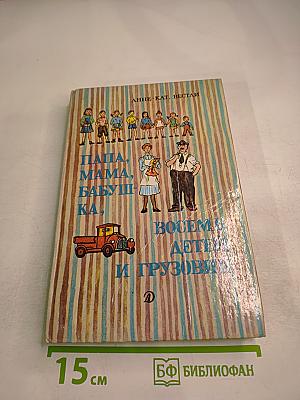 АННЕ-КАТ. ВЕСТЛИ
ПАПА,
МАМА,
БАБУШ-
КА,
ВОСЕМЬ
ДЕТЕЙ
И ГРУЗОВИК
Д
15 см
БФ БИБЛИОФАН